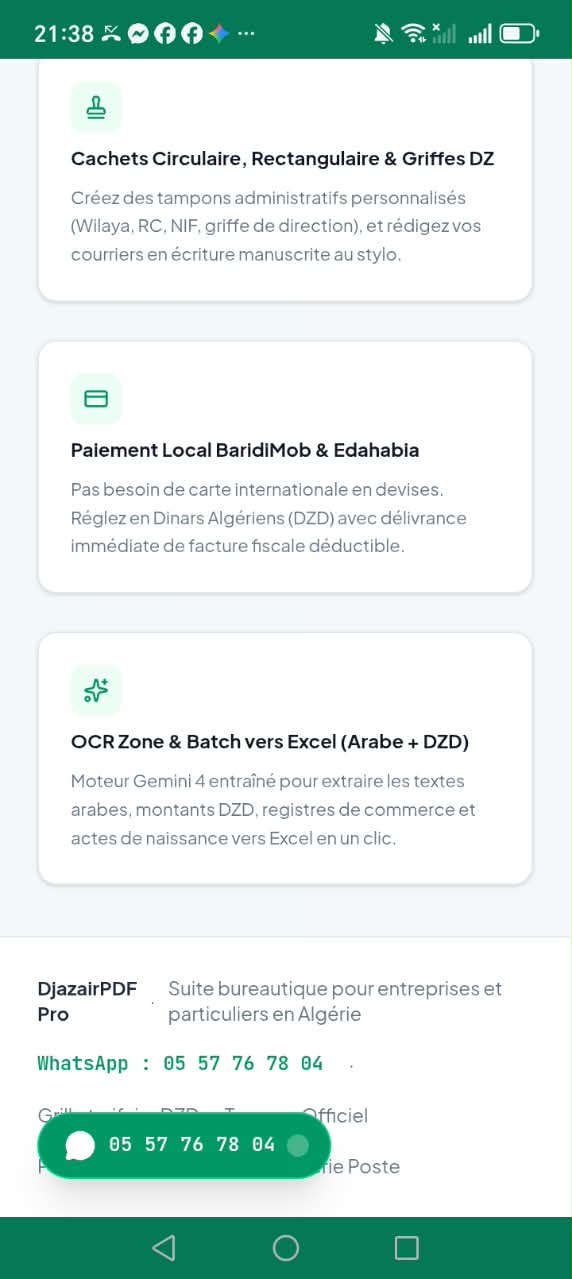 21:38
Cachets Circulaire, Rectangulaire & Griffes DZ
Créez des tampons administratifs personnalisés
(Wilaya, RC, NIF, griffe de direction), et rédigez vos
courriers en écriture manuscrite au stylo.
Paiement Local BaridiMob & Edahabia
Pas besoin de carte internationale en devises.
Réglez en Dinars Algériens (DZD) avec délivrance
immédiate de facture fiscale déductible.
OCR Zone & Batch vers Excel (Arabe + DZD)
Moteur Gemini 4 entraîné pour extraire les textes
arabes, montants DZD, registres de commerce et
actes de naissance vers Excel en un clic.
DjazairPDF Pro · Suite bureautique pour entreprises et
particuliers en Algérie
WhatsApp : 05 57 76 78 04 ·
Officiel
05 57 76 78 04
Poste